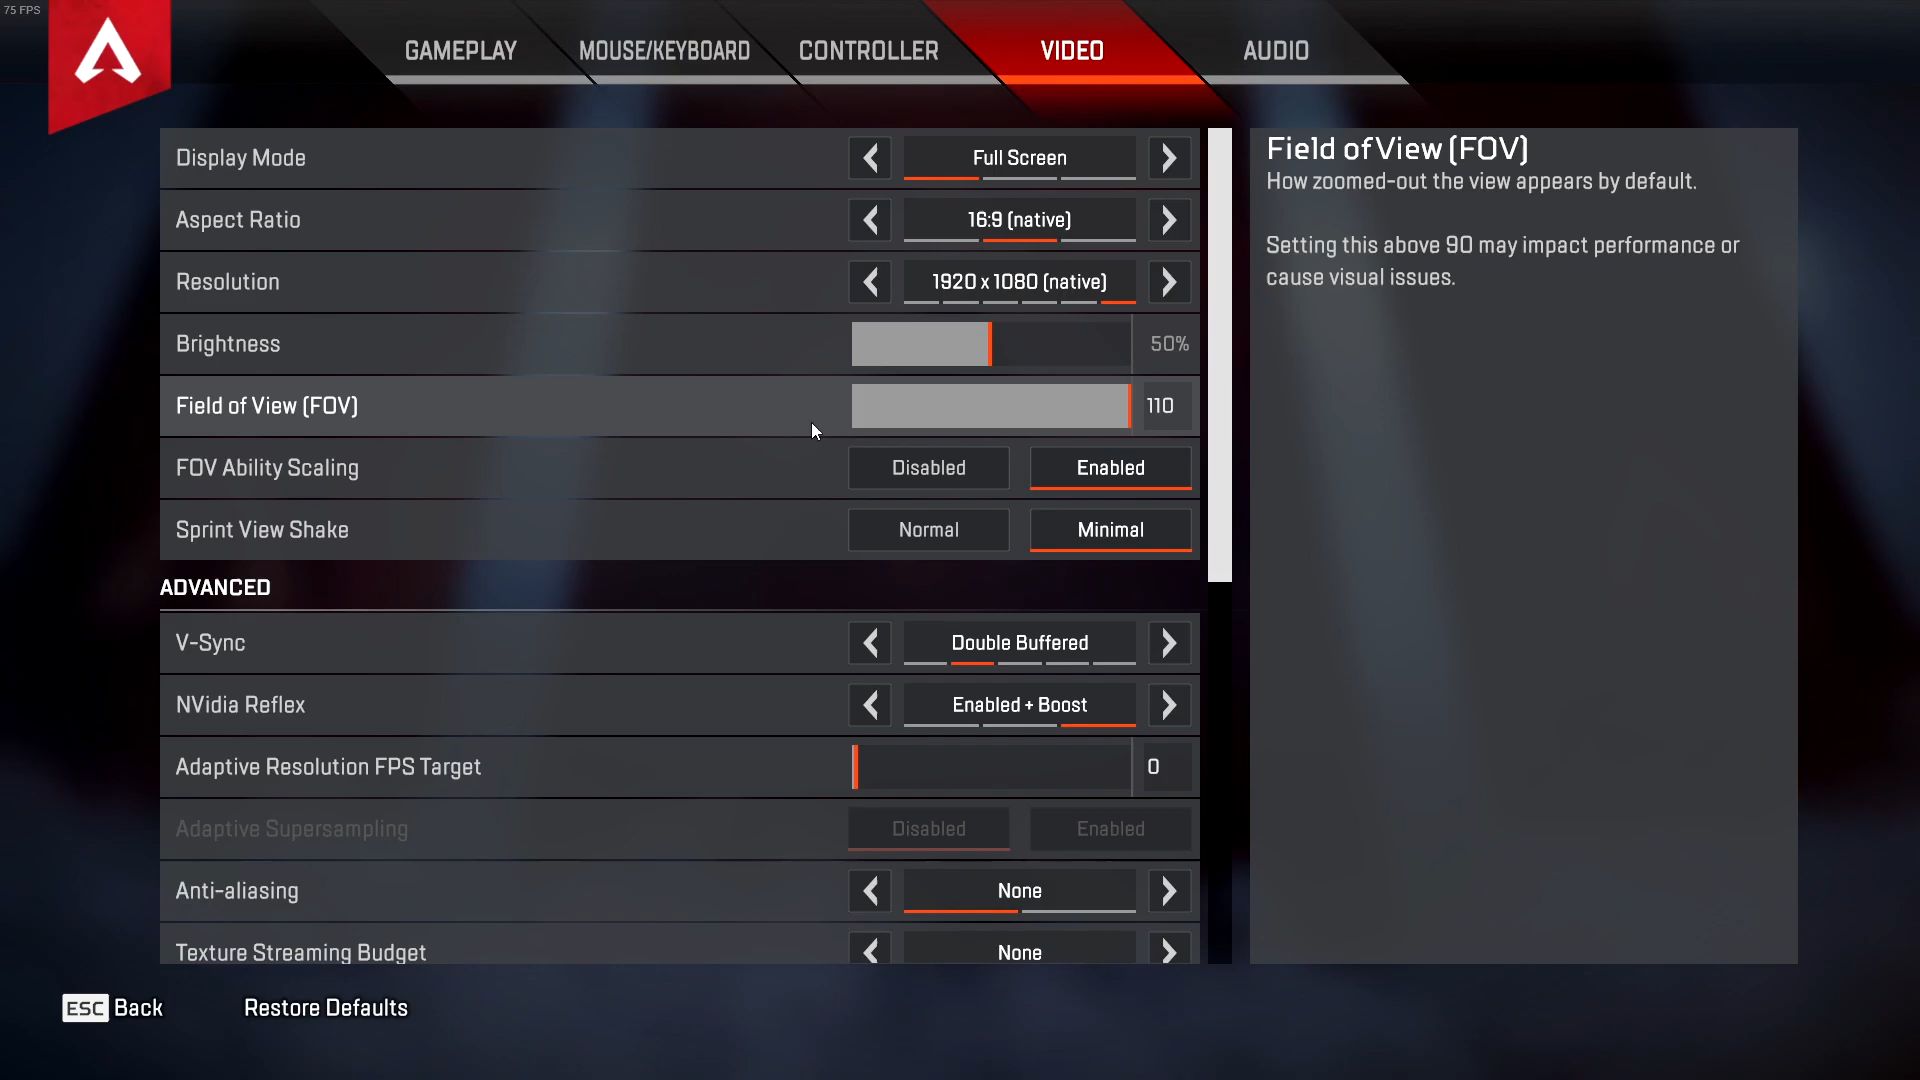 75 FPS
GAMEPLAY
MOUSE/KEYBOARD
CONTROLLER
VIDEO
AUDIO
Display Mode
Full Screen
Aspect Ratio
16:9 (native)
Resolution
1920 x 1080 (native)
Brightness
50%
Field of View (FOV)
110
FOV Ability Scaling
Disabled
Enabled
Sprint View Shake
Normal
Minimal
ADVANCED
V-Sync
Double Buffered
NVidia Reflex
Enabled + Boost
Adaptive Resolution FPS Target
0
Adaptive Supersampling
Disabled
Enabled
Anti-aliasing
None
Texture Streaming Budget
None
Field of View (FOV)
How zoomed-out the view appears by default.
Setting this above 90 may impact performance or
cause visual issues.
ESC Back
Restore Defaults